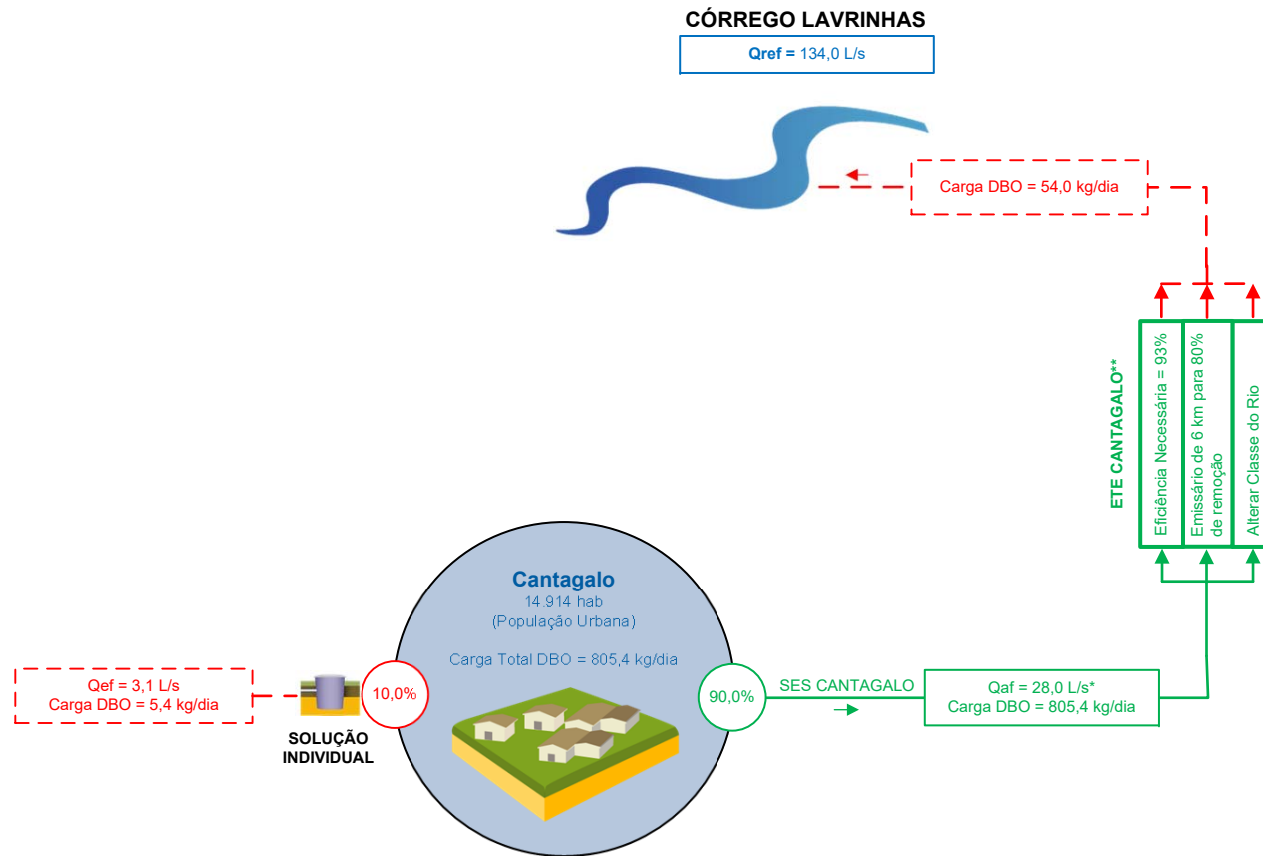 CÓRREGO LAVRINHAS
Qref = 134,0 L/s
Carga DBO = 54,0 kg/dia
ETE CANTAGALO**
Eficiência Necessária = 93%
Emissário de 6 km para 80%
de remoção
Alterar Classe do Rio
Cantagalo
14.914 hab
(População Urbana)
Carga Total DBO = 805,4 kg/dia
Qef = 3,1 L/s
Carga DBO = 5,4 kg/dia
SOLUÇÃO
INDIVIDUAL
10,0%
90,0%
SES CANTAGALO
Qaf = 28,0 L/s*
Carga DBO = 805,4 kg/dia